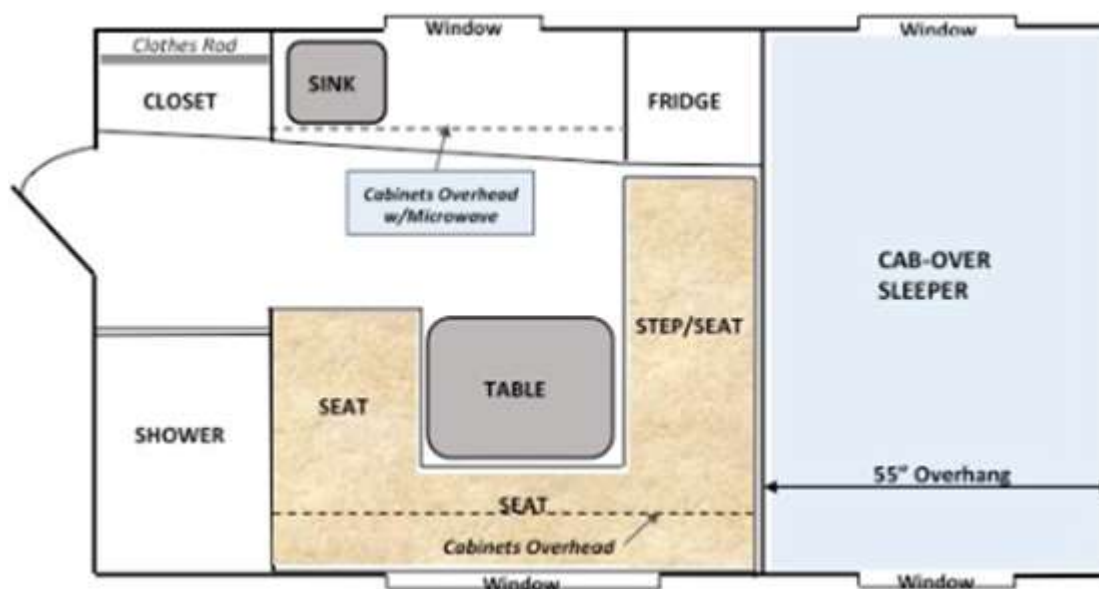 Window
Window
Clothes Rod
CLOSET
SINK
FRIDGE
Cabinets Overhead
w/Microwave
CAB-OVER
SLEEPER
STEP/SEAT
TABLE
SEAT
SHOWER
55" Overhang
SEAT
Cabinets Overhead
Window
Window